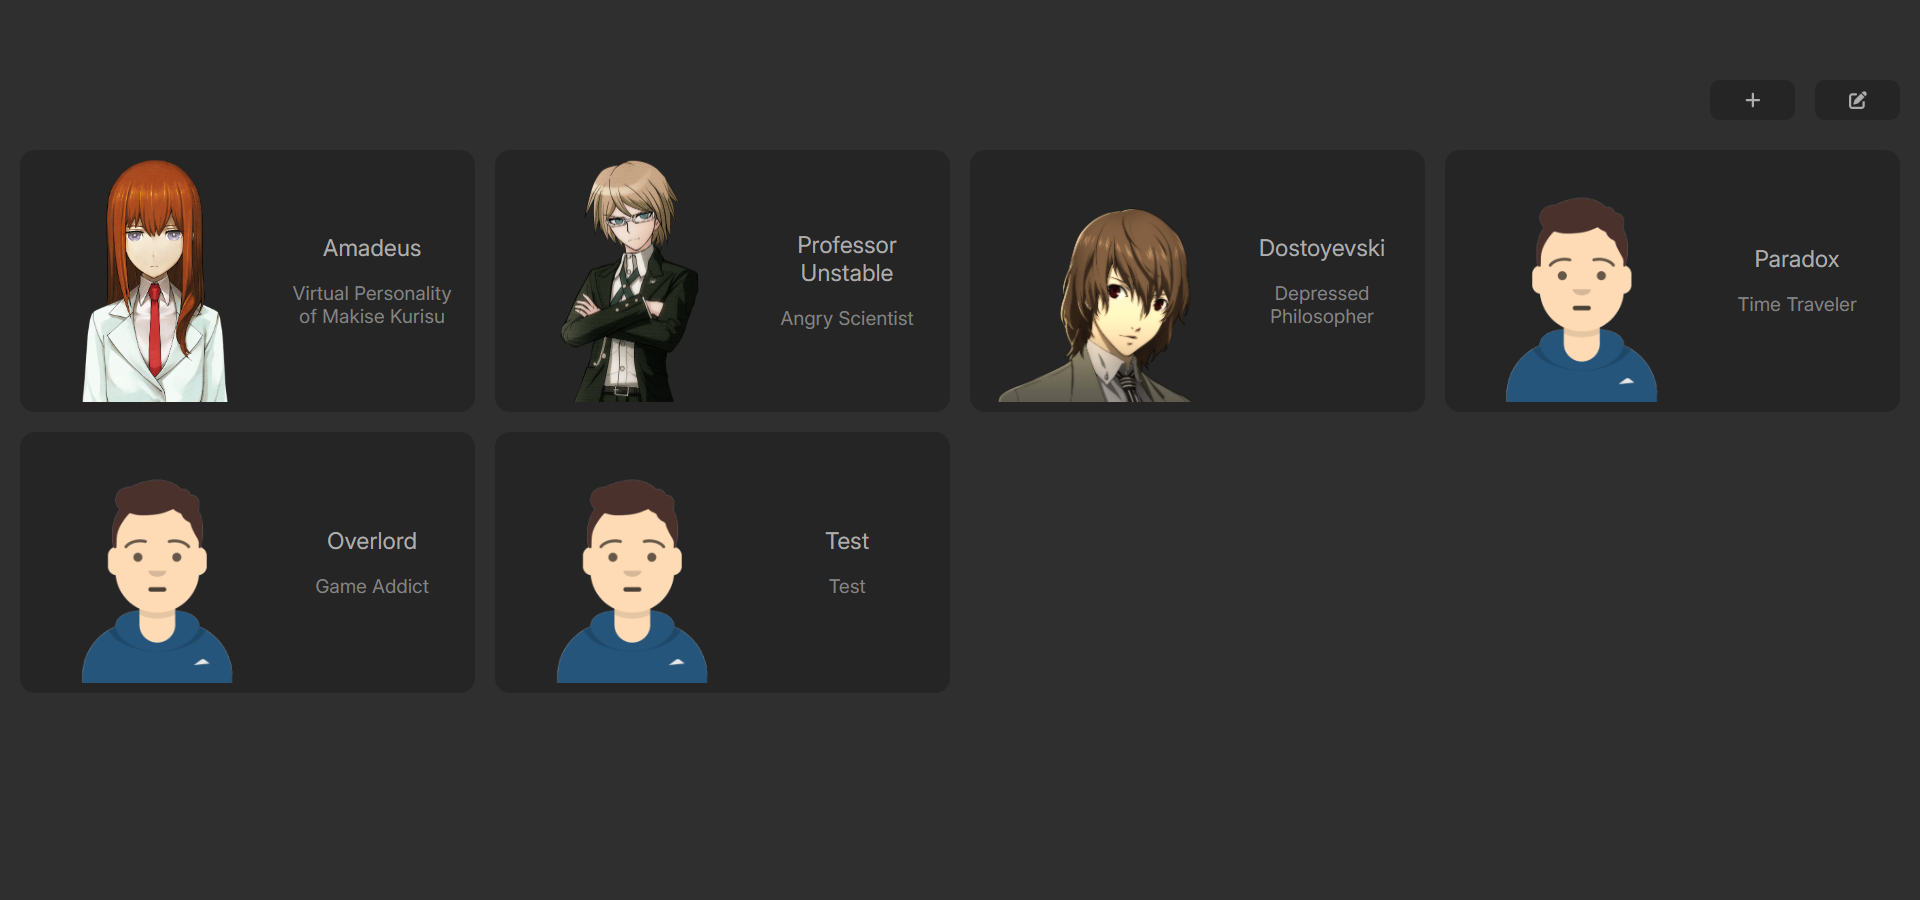 Amadeus
Virtual Personality
of Makise Kurisu
Professor
Unstable
Angry Scientist
Dostoyevski
Depressed
Philosopher
Paradox
Time Traveler
Overlord
Game Addict
Test
Test